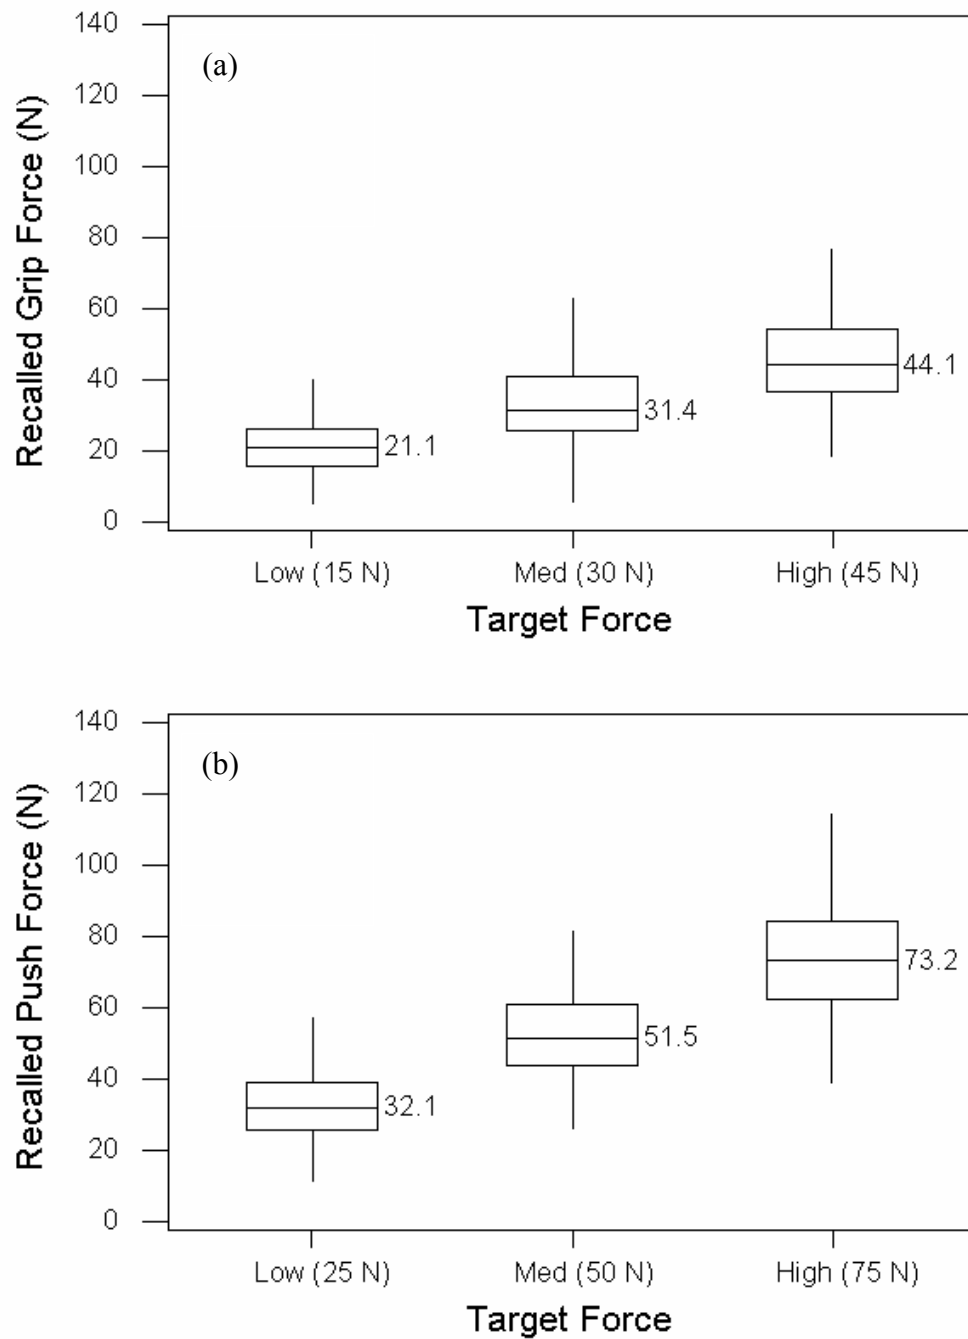 Recalled Grip Force (N)
140
120
100
80
60
40
20
0
(a)
21.1
31.4
44.1
Low (15 N)
Med (30 N)
High (45 N)
Target Force
Recalled Push Force (N)
140
120
100
80
60
40
20
0
(b)
32.1
51.5
73.2
Low (25 N)
Med (50 N)
High (75 N)
Target Force